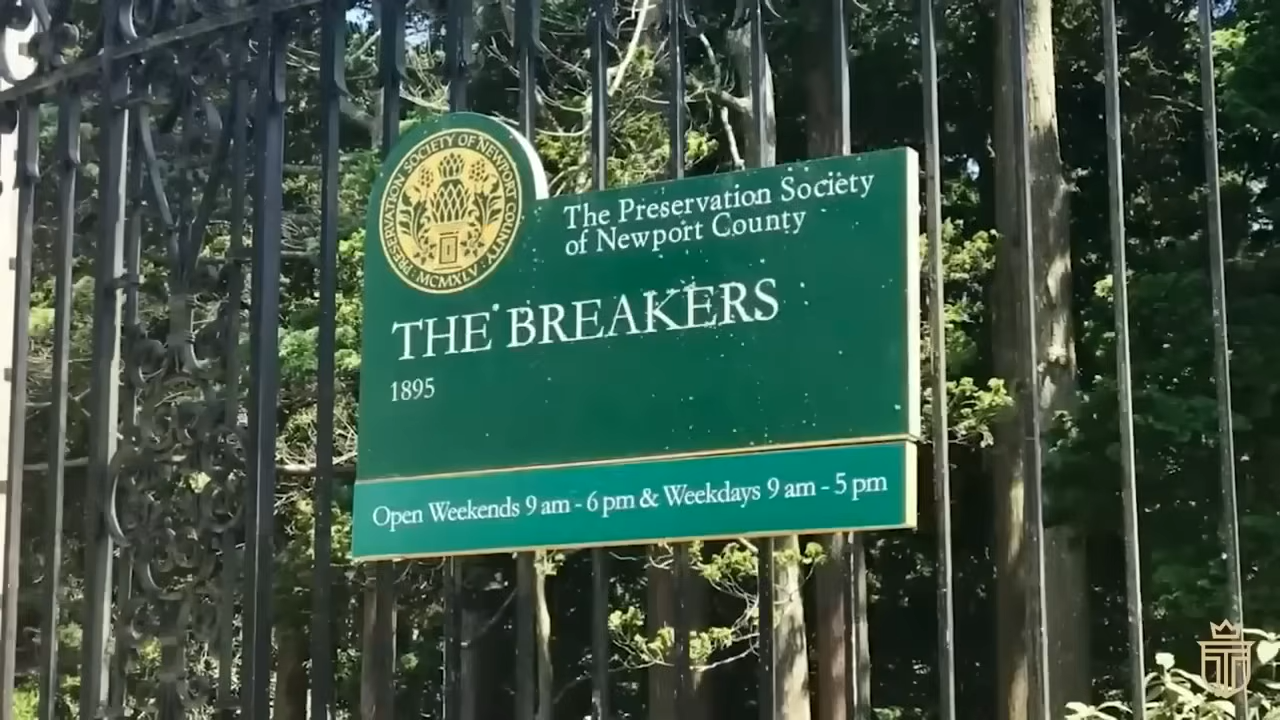 PRESERVATION SOCIETY OF NEWPORT COUNTY
· MCMXLV ·
The Preservation Society
of Newport County
THE BREAKERS
1895
Open Weekends 9 am - 6 pm & Weekdays 9 am - 5 pm